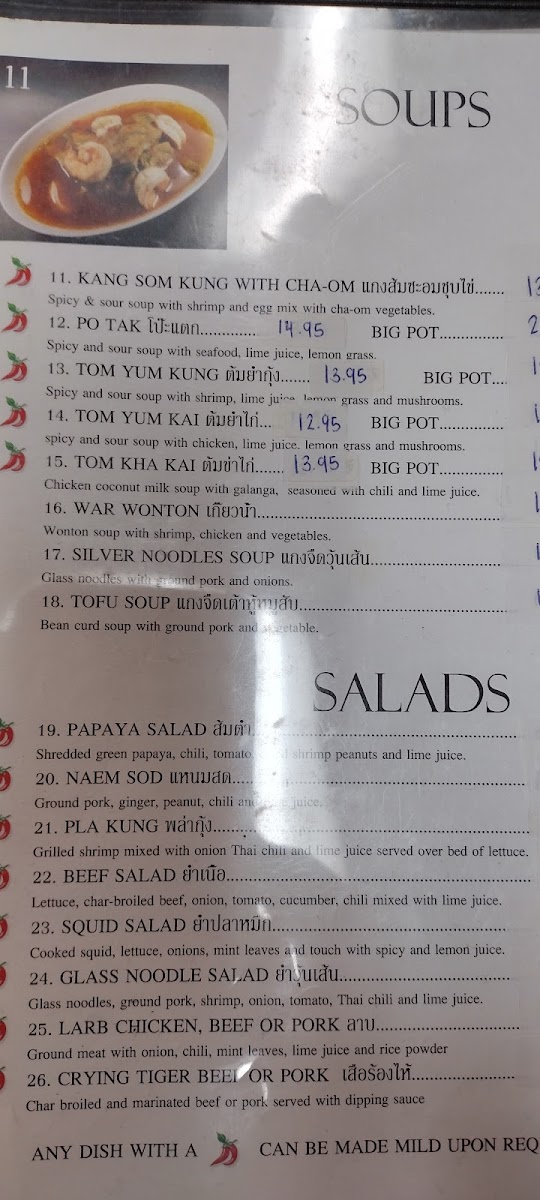 11
SOUPS
11. KANG SOM KUNG WITH CHA-OM แกงส้มชะอมชุบไข่.......
Spicy & sour soup with shrimp and egg mix with cha-om vegetables.
12. PO TAK โป๊ะแตก............. 14.95 BIG POT...............
Spicy and sour soup with seafood, lime juice, lemon grass.
13. TOM YUM KUNG ต้มยำกุ้ง....... 13.95 BIG POT....
Spicy and sour soup with shrimp, lime juice, lemon grass and mushrooms.
14. TOM YUM KAI ต้มยำไก่... 12.95 BIG POT...............
spicy and sour soup with chicken, lime juice, lemon grass and mushrooms.
15. TOM KHA KAI ต้มข่าไก่....... 13.95 BIG POT...............
Chicken coconut milk soup with galanga, seasoned with chili and lime juice.
16. WAR WONTON เกี๊ยวน้ำ..........................................................
Wonton soup with shrimp, chicken and vegetables.
17. SILVER NOODLES SOUP แกงจืดวุ้นเส้น..............................
Glass noodles with ground pork and onions.
18. TOFU SOUP แกงจืดเต้าหู้หมูสับ................................................
Bean curd soup with ground pork and vegetable.
SALADS
19. PAPAYA SALAD ส้มตำ..............................................................
Shredded green papaya, chili, tomato, shrimp peanuts and lime juice.
20. NAEM SOD แหนมสด..................................................................
Ground pork, ginger, peanut, chili and juice.
21. PLA KUNG พล่ากุ้ง........................................................................
Grilled shrimp mixed with onion Thai chili and lime juice served over bed of lettuce.
22. BEEF SALAD ยำเนื้อ......................................................................
Lettuce, char-broiled beef, onion, tomato, cucumber, chili mixed with lime juice.
23. SQUID SALAD ยำปลาหมึก......................................................
Cooked squid, lettuce, onions, mint leaves and touch with spicy and lemon juice.
24. GLASS NOODLE SALAD ยำวุ้นเส้น.......................................
Glass noodles, ground pork, shrimp, onion, tomato, Thai chili and lime juice.
25. LARB CHICKEN, BEEF OR PORK ลาบ.................................
Ground meat with onion, chili, mint leaves, lime juice and rice powder
26. CRYING TIGER BEEF OR PORK เสือร้องไห้.......................
Char broiled and marinated beef or pork served with dipping sauce
ANY DISH WITH A CAN BE MADE MILD UPON REQ